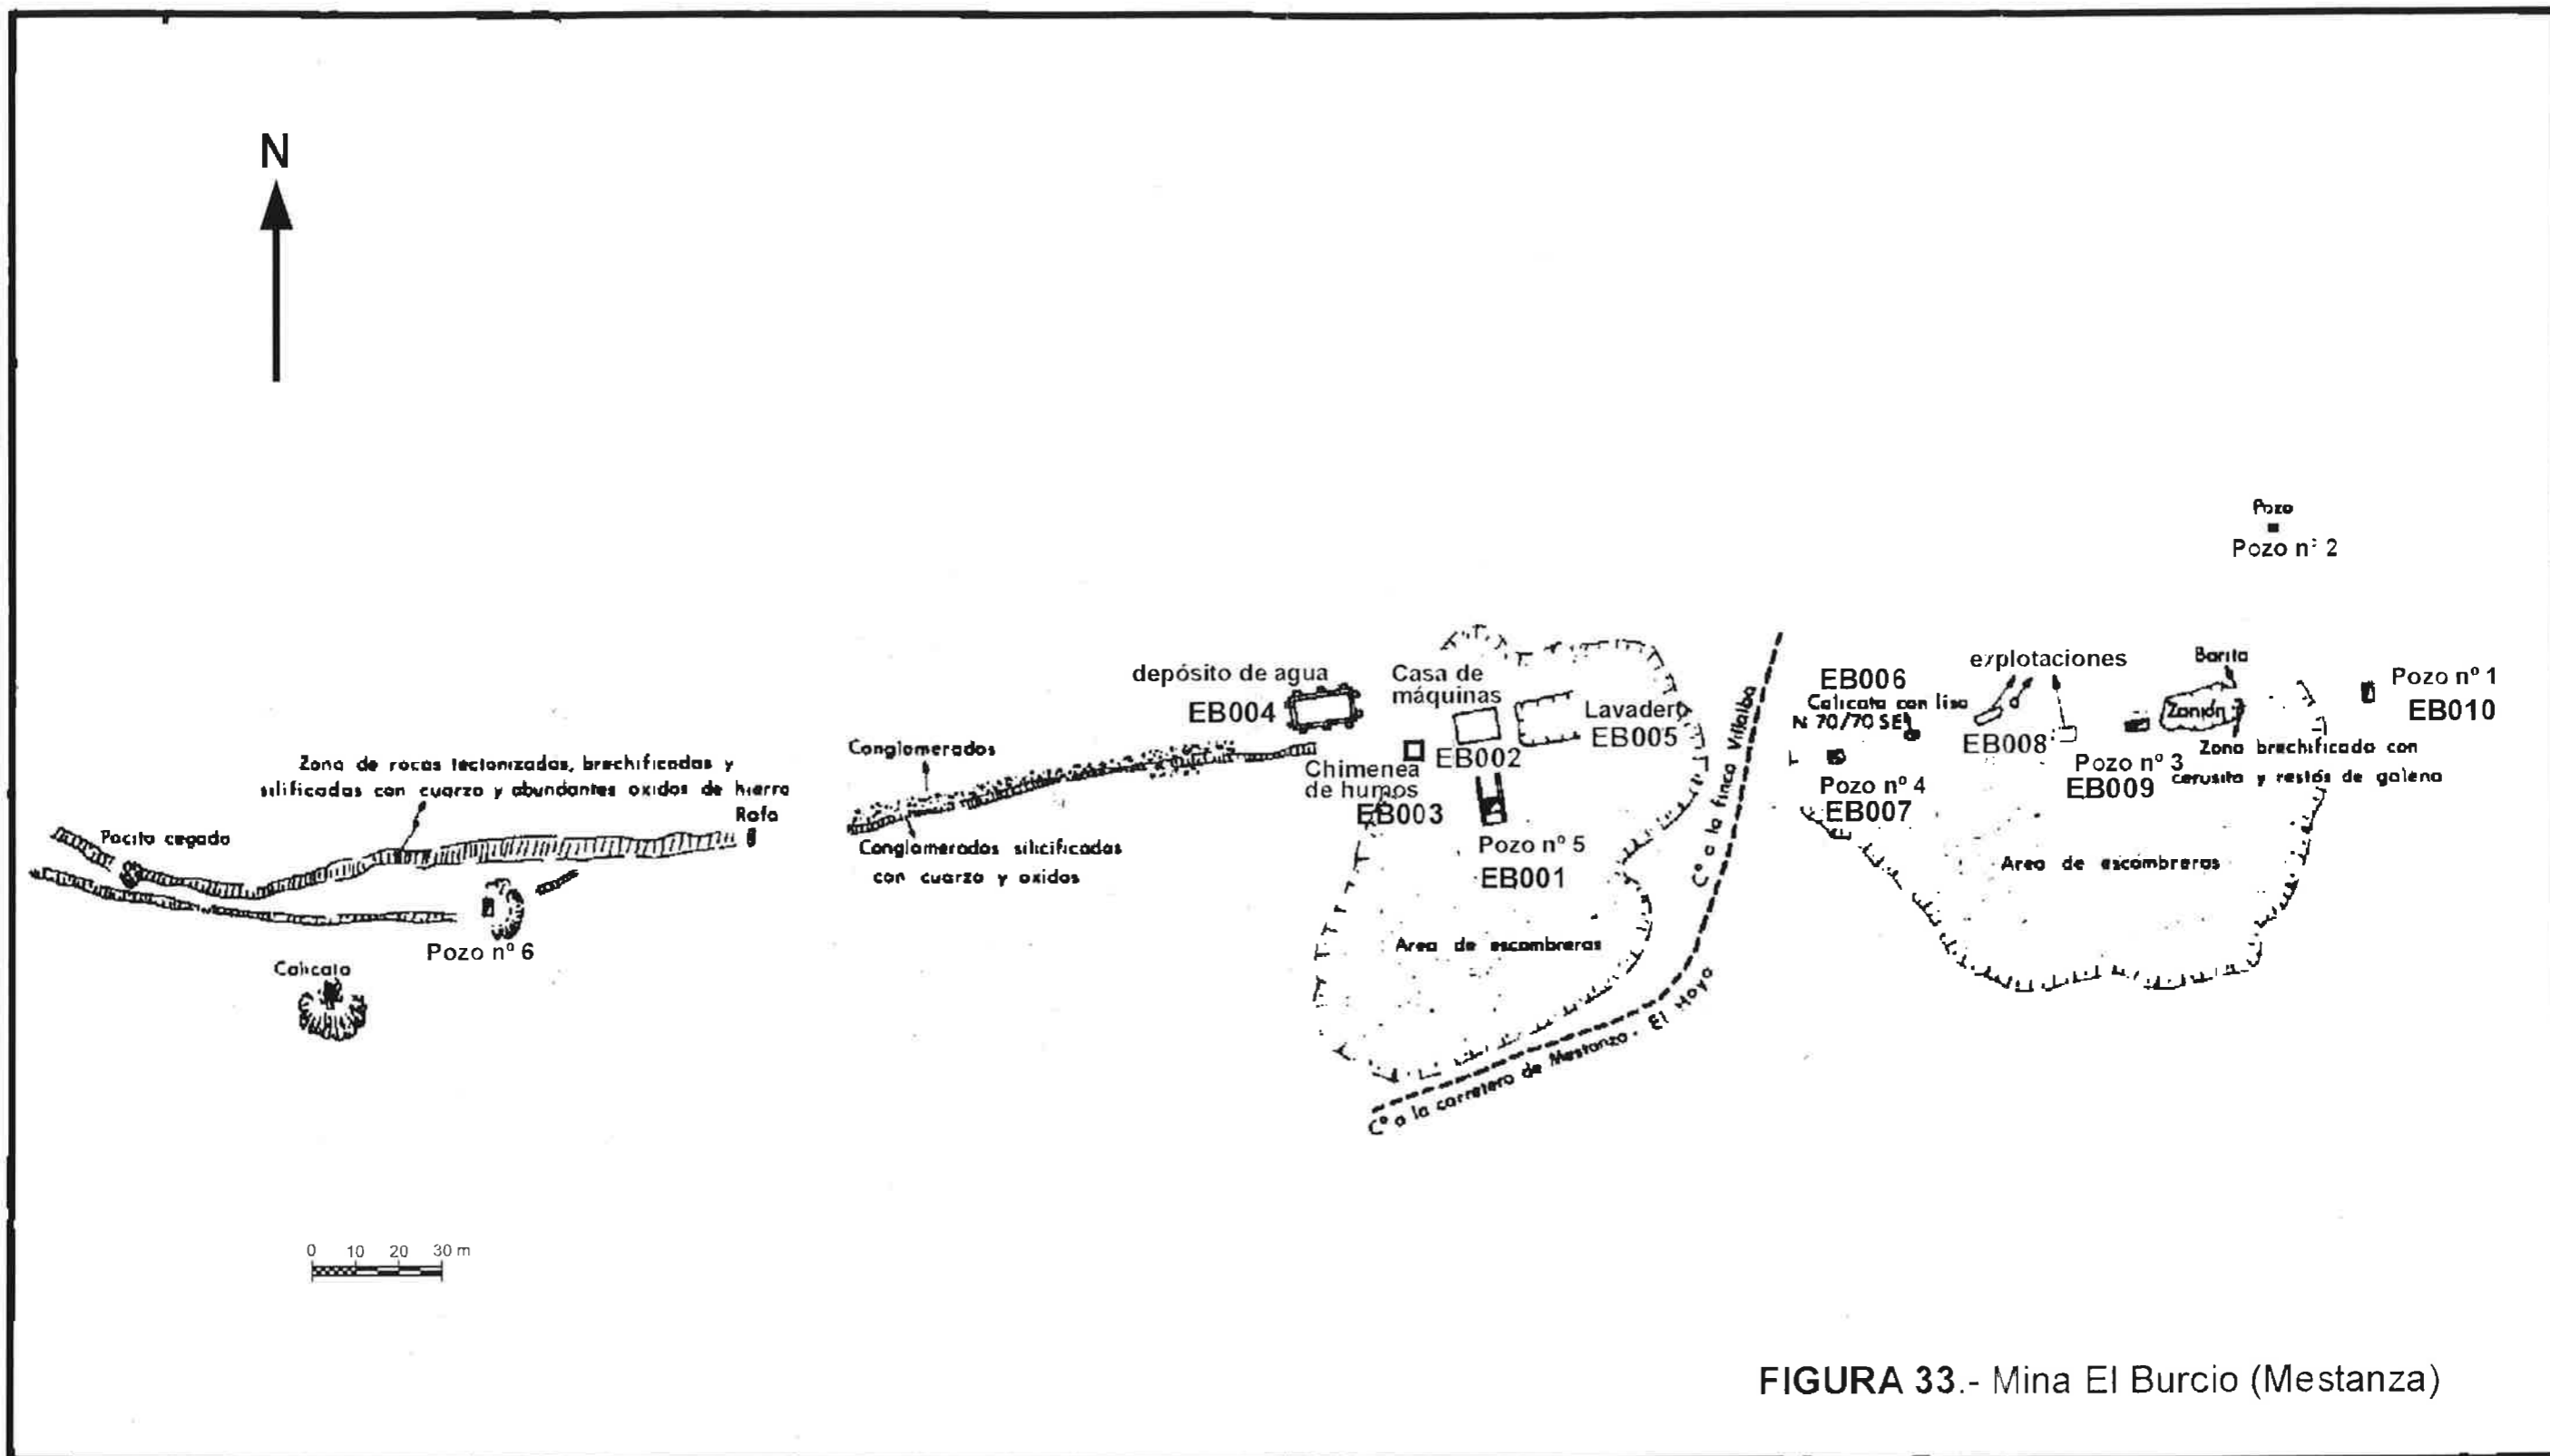 N
Pozo
Pozo nº 2
depósito de agua
EB004
Casa de
máquinas
EB002
Lavadero
EB005
Chimenea
de humos
EB003
Pozo nº 5
EB001
Area de escombreras
Cº a la finca Villalba
Cº a la carretera de Mestanza - El Hoyo
EB006
Calicata con liso
N 70/70 SE
Pozo nº 4
EB007
explotaciones
EB008
Pozo nº 3
EB009
Barita
Zanjón
Zona brechificada con
cerusita y restos de galena
Pozo nº 1
EB010
Area de escombreras
Conglomerados
Conglomerados silicificados
con cuarzo y oxidos
Zona de rocas tectonizadas, brechificadas y
silificadas con cuarzo y abundantes oxidos de hierro
Rafa
Pocito cegado
Pozo nº 6
Calicata
0 10 20 30 m
FIGURA 33.- Mina El Burcio (Mestanza)